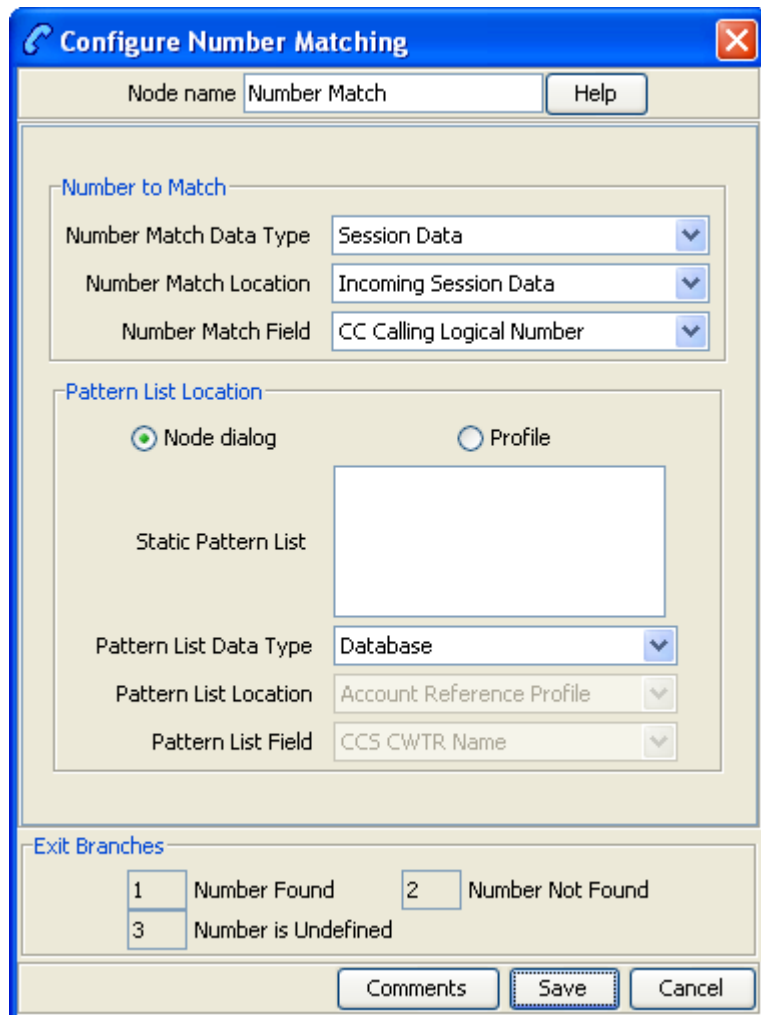 Configure Number Matching
Node name Number Match Help
Number to Match
Number Match Data Type Session Data
Number Match Location Incoming Session Data
Number Match Field CC Calling Logical Number
Pattern List Location
Node dialog Profile
Static Pattern List
Pattern List Data Type Database
Pattern List Location Account Reference Profile
Pattern List Field CCS CWTR Name
Exit Branches
1 Number Found 2 Number Not Found
3 Number is Undefined
Comments Save Cancel